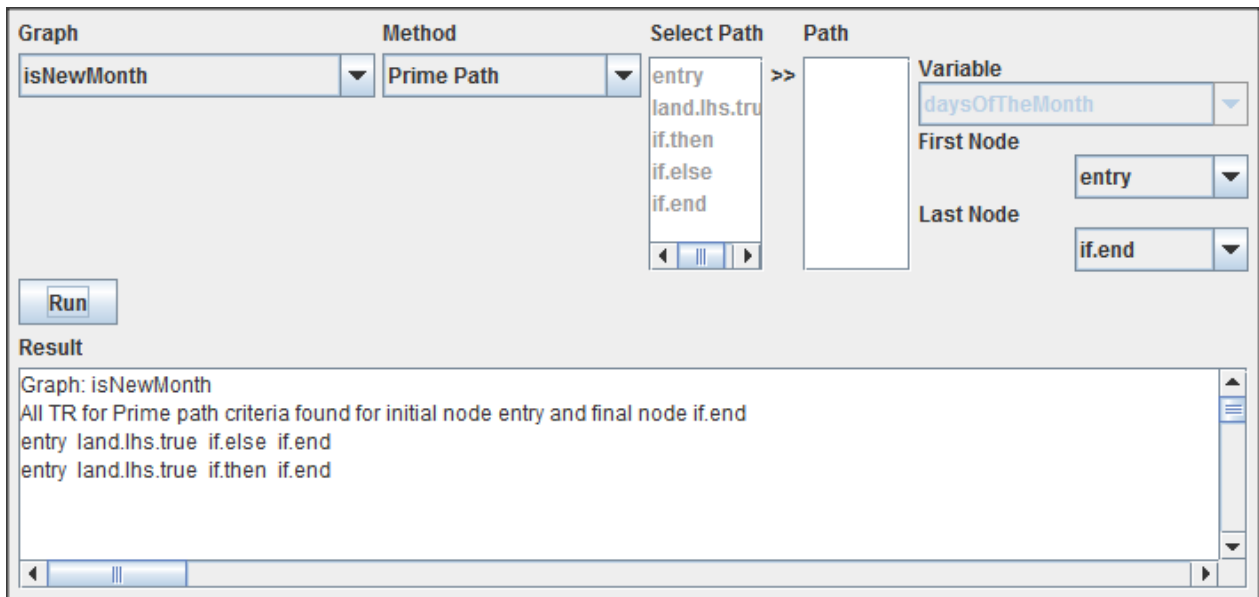 Graph
Method
Select Path
Path
isNewMonth
Prime Path
entry
land.lhs.tru
if.then
if.else
if.end
>>
Variable
daysOfTheMonth
First Node
entry
Last Node
if.end
Run
Result
Graph: isNewMonth
All TR for Prime path criteria found for initial node entry and final node if.end
entry land.lhs.true if.else if.end
entry land.lhs.true if.then if.end